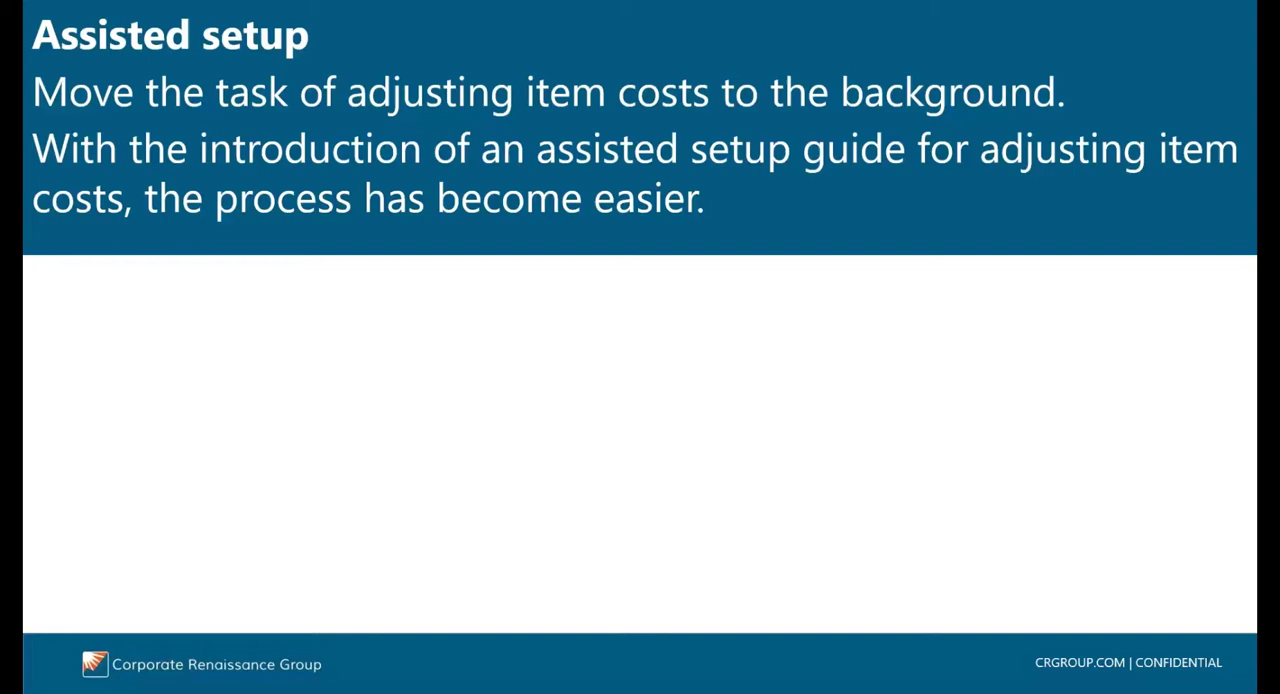 Assisted setup
Move the task of adjusting item costs to the background.
With the introduction of an assisted setup guide for adjusting item
costs, the process has become easier.
Corporate Renaissance Group
CRGROUP.COM | CONFIDENTIAL